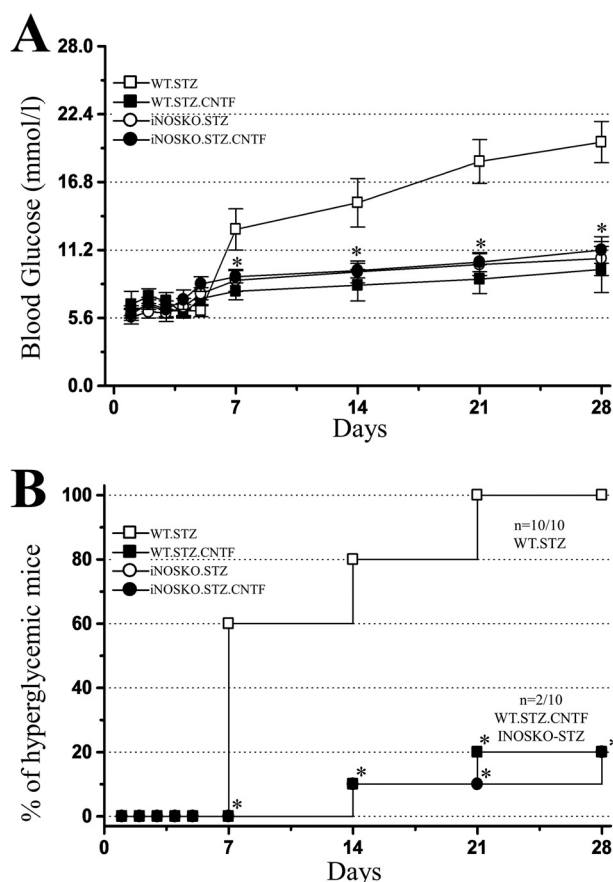 A
28.0
22.4
16.8
11.2
5.6
0.0
Blood Glucose (mmol/l)
WT.STZ
WT.STZ.CNTF
iNOSKO.STZ
iNOSKO.STZ.CNTF
* * * *
0 7 14 21 28
Days
B
100
80
60
40
20
0
% of hyperglycemic mice
WT.STZ
WT.STZ.CNTF
iNOSKO.STZ
iNOSKO.STZ.CNTF
n=10/10
WT.STZ
n=2/10
WT.STZ.CNTF
INOSKO-STZ
* * * * *
0 7 14 21 28
Days